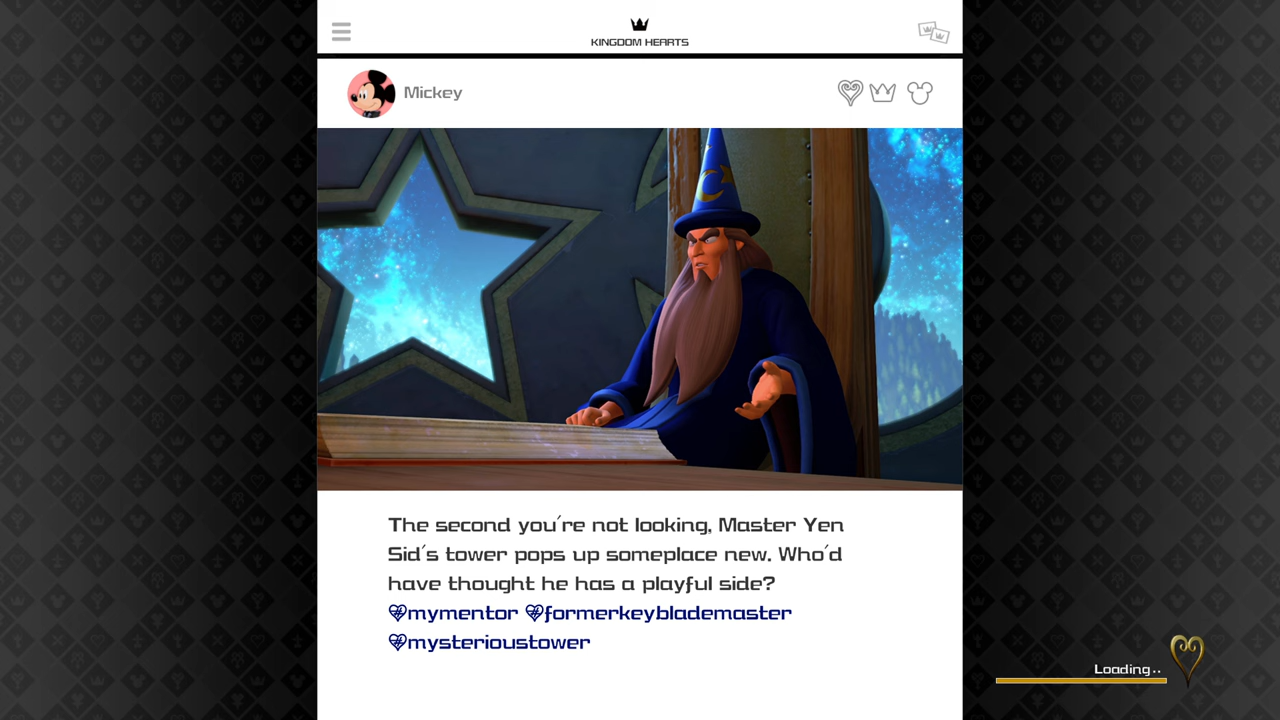 KINGDOM HEARTS
Mickey
The second you're not looking, Master Yen
Sid's tower pops up someplace new. Who'd
have thought he has a playful side?
#mymentor #formerkeyblademaster
#mysterioustower
Loading..